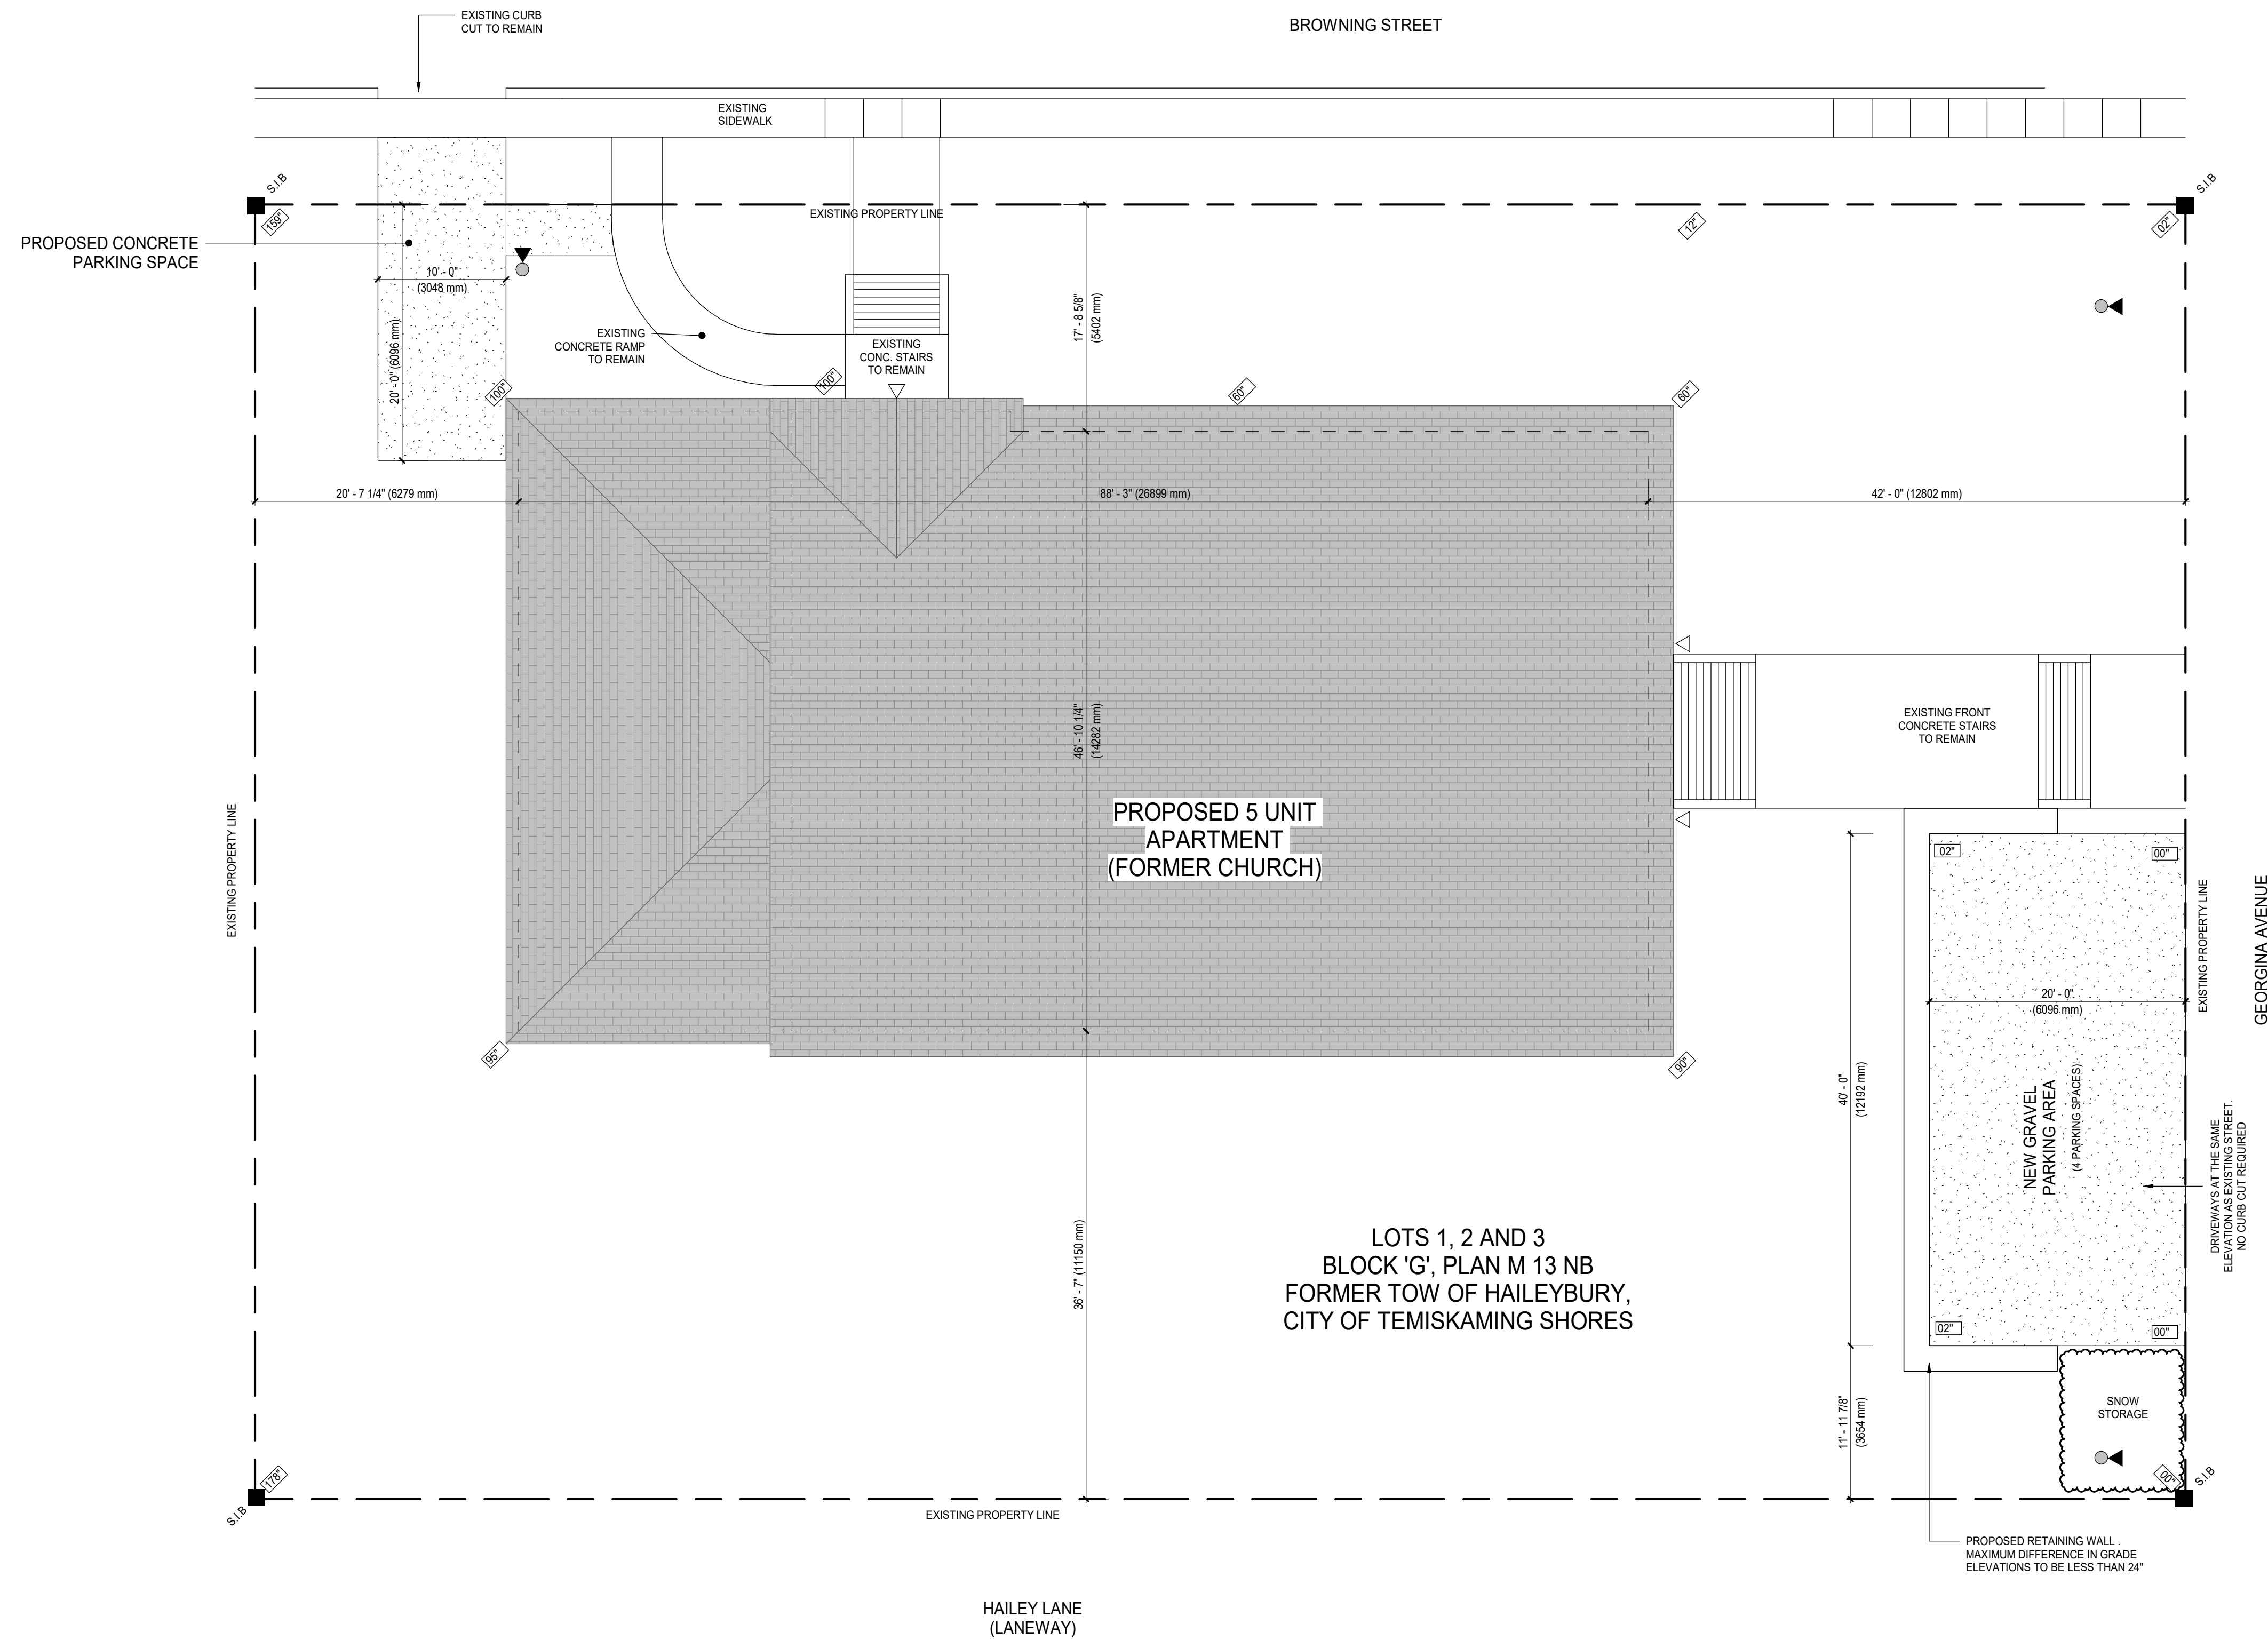 EXISTING CURB
CUT TO REMAIN
BROWNING STREET
EXISTING
SIDEWALK
S.I.B
S.I.B
159"
EXISTING PROPERTY LINE
12"
02"
PROPOSED CONCRETE
PARKING SPACE
10' - 0"
(3048 mm)
20' - 0" (6096 mm)
17' - 8 5/8"
(5402 mm)
EXISTING
CONCRETE RAMP
TO REMAIN
EXISTING
CONC. STAIRS
TO REMAIN
100"
100"
60"
60"
20' - 7 1/4" (6279 mm)
88' - 3" (26899 mm)
42' - 0" (12802 mm)
46' - 10 1/4"
(14282 mm)
EXISTING FRONT
CONCRETE STAIRS
TO REMAIN
PROPOSED 5 UNIT
APARTMENT
(FORMER CHURCH)
EXISTING PROPERTY LINE
02"
00"
EXISTING PROPERTY LINE
GEORGINA AVENUE
20' - 0"
(6096 mm)
95"
90"
40' - 0"
(12192 mm)
NEW GRAVEL
PARKING AREA
(4 PARKING SPACES)
DRIVEWAYS AT THE SAME
ELEVATION AS EXISTING STREET.
NO CURB CUT REQUIRED
36' - 7" (11150 mm)
LOTS 1, 2 AND 3
BLOCK 'G', PLAN M 13 NB
FORMER TOW OF HAILEYBURY,
CITY OF TEMISKAMING SHORES
02"
00"
11' - 11 7/8"
(3654 mm)
SNOW
STORAGE
178"
00"
S.I.B
S.I.B
EXISTING PROPERTY LINE
PROPOSED RETAINING WALL .
MAXIMUM DIFFERENCE IN GRADE
ELEVATIONS TO BE LESS THAN 24"
HAILEY LANE
(LANEWAY)